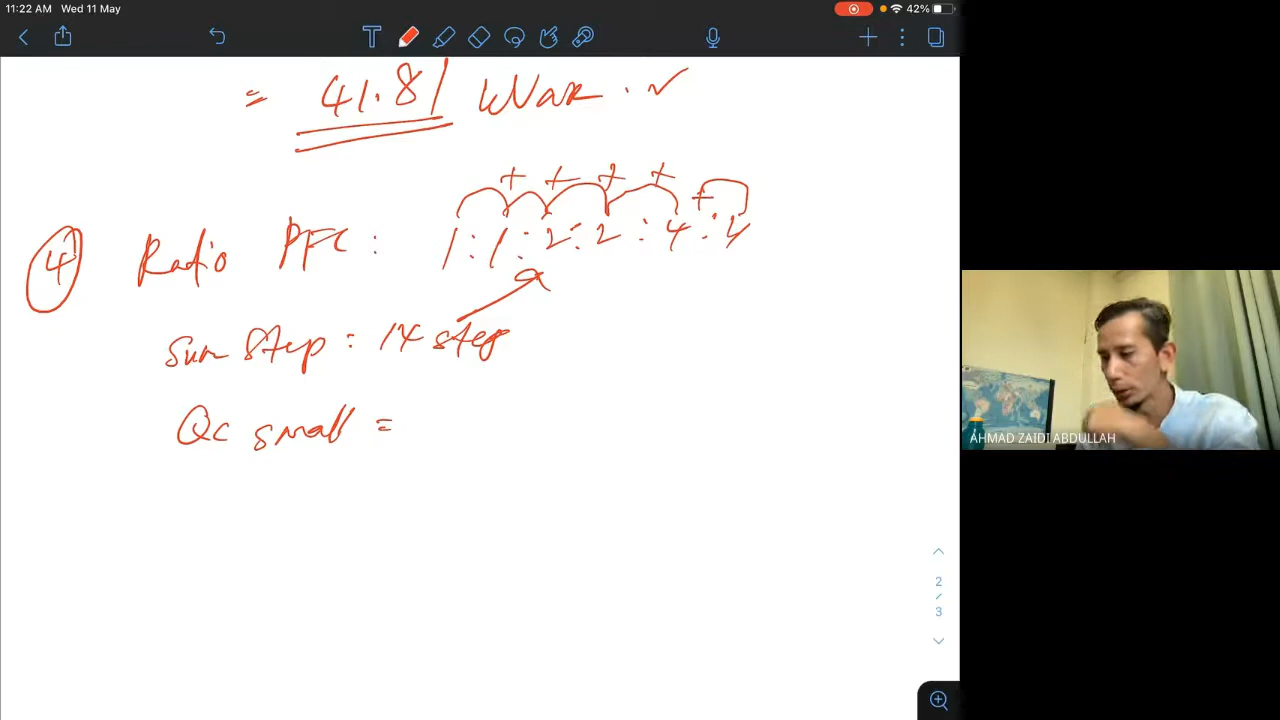 11:22 AM Wed 11 May
42%
= 41.81 kVar. ✓
+ + + + +
④ Ratio PFC : 1 : 1 : 2 : 2 : 4 : 4
Sum Step : 14 step
Qc small =
AHMAD ZAIDI ABDULLAH
2
/
3